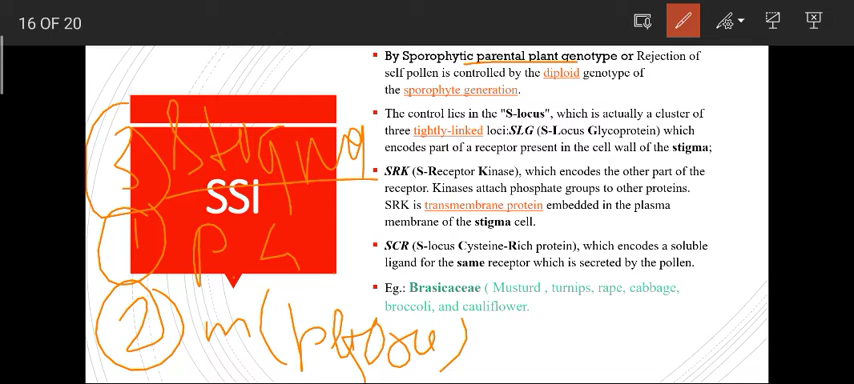 16 OF 20
By Sporophytic parental plant genotype or Rejection of
self pollen is controlled by the diploid genotype of
the sporophyte generation.
The control lies in the "S-locus", which is actually a cluster of
three tightly-linked loci:SLG (S-Locus Glycoprotein) which
encodes part of a receptor present in the cell wall of the stigma;
SRK (S-Receptor Kinase), which encodes the other part of the
receptor. Kinases attach phosphate groups to other proteins.
SRK is transmembrane protein embedded in the plasma
membrane of the stigma cell.
SCR (S-locus Cysteine-Rich protein), which encodes a soluble
ligand for the same receptor which is secreted by the pollen.
Eg.: Brasicaceae ( Musturd , turnips, rape, cabbage,
broccoli, and cauliflower.
3
SSI
1
2 m(